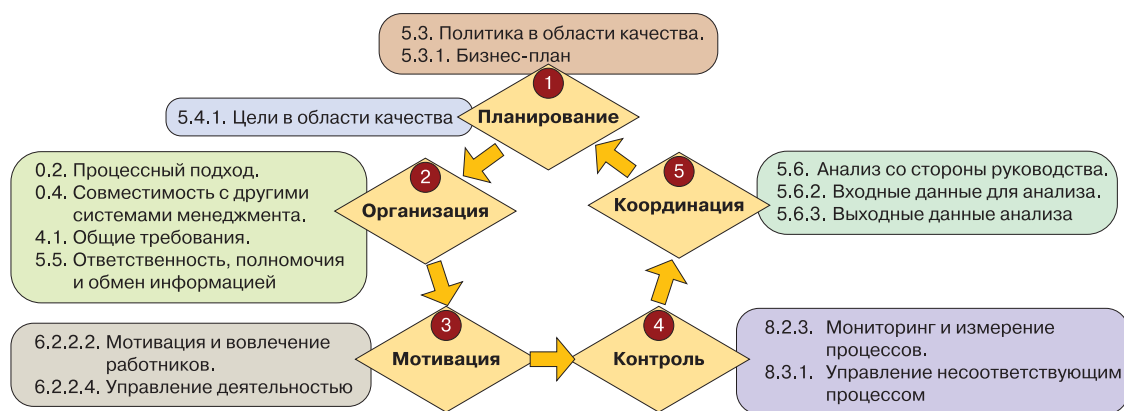 5.3. Политика в области качества.
5.3.1. Бизнес-план
1
Планирование
5.4.1. Цели в области качества
0.2. Процессный подход.
0.4. Совместимость с другими
системами менеджмента.
4.1. Общие требования.
5.5. Ответственность, полномочия
и обмен информацией
2
Организация
5
Координация
5.6. Анализ со стороны руководства.
5.6.2. Входные данные для анализа.
5.6.3. Выходные данные анализа
6.2.2.2. Мотивация и вовлечение
работников.
6.2.2.4. Управление деятельностью
3
Мотивация
4
Контроль
8.2.3. Мониторинг и измерение
процессов.
8.3.1. Управление несоответствующим
процессом